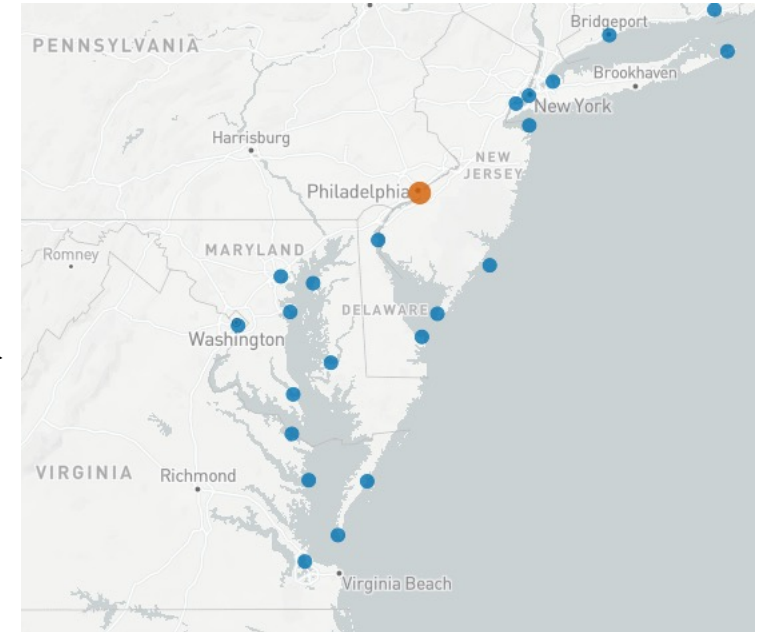 Bridgeport
PENNSYLVANIA
Brookhaven
New York
Harrisburg
NEW
JERSEY
Philadelphia
MARYLAND
Romney
DELAWARE
Washington
VIRGINIA
Richmond
Virginia Beach